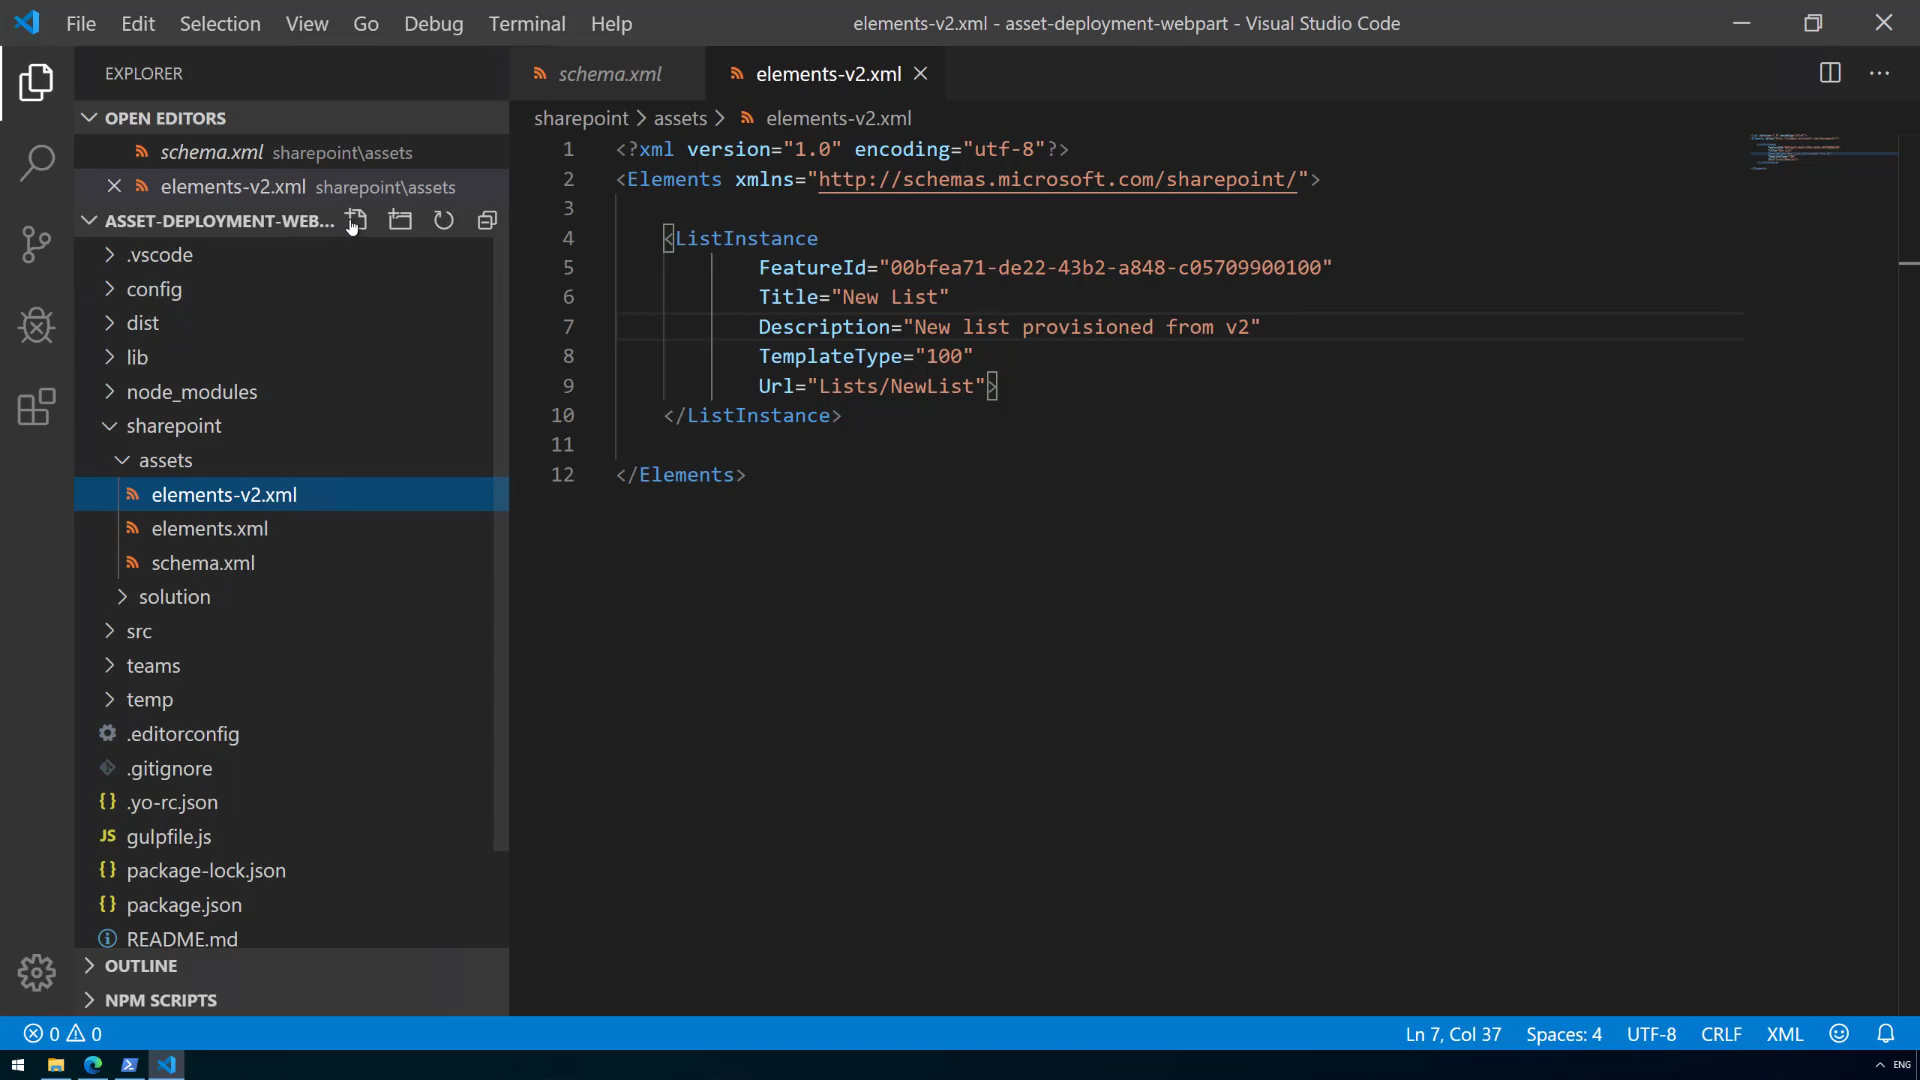 File Edit Selection View Go Debug Terminal Help
elements-v2.xml - asset-deployment-webpart - Visual Studio Code
EXPLORER
OPEN EDITORS
schema.xml sharepoint\assets
elements-v2.xml sharepoint\assets
ASSET-DEPLOYMENT-WEB...
.vscode
config
dist
lib
node_modules
sharepoint
assets
elements-v2.xml
elements.xml
schema.xml
solution
src
teams
temp
.editorconfig
.gitignore
{} .yo-rc.json
JS gulpfile.js
{} package-lock.json
{} package.json
README.md
OUTLINE
NPM SCRIPTS
schema.xml
elements-v2.xml
sharepoint > assets > elements-v2.xml
1 <?xml version="1.0" encoding="utf-8"?>
2 <Elements xmlns="http://schemas.microsoft.com/sharepoint/">
3
4 <ListInstance
5 FeatureId="00bfea71-de22-43b2-a848-c05709900100"
6 Title="New List"
7 Description="New list provisioned from v2"
8 TemplateType="100"
9 Url="Lists/NewList">
10 </ListInstance>
11
12 </Elements>
0 0
Ln 7, Col 37 Spaces: 4 UTF-8 CRLF XML
ENG